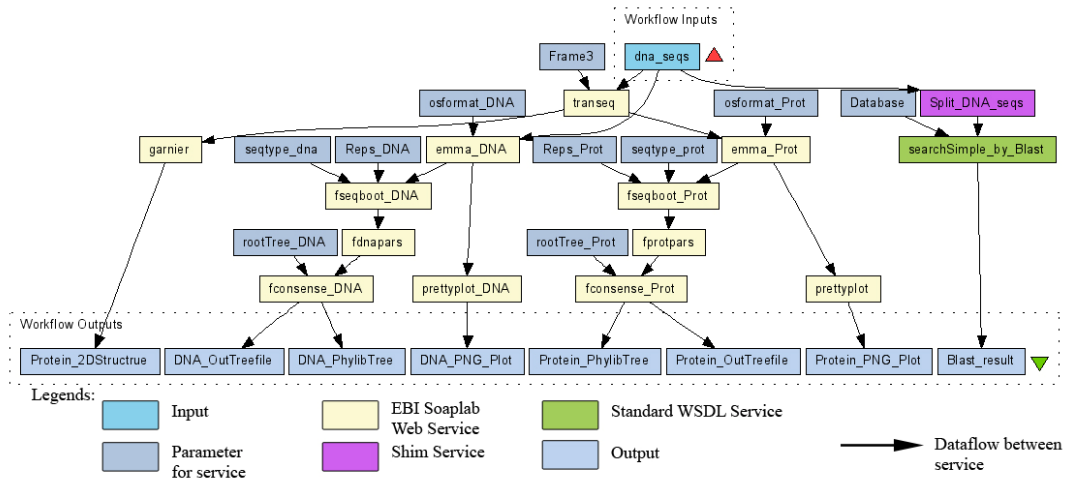 Workflow Inputs
Frame3
dna_seqs
osformat_DNA
transeq
osformat_Prot
Database
Split_DNA_seqs
garnier
seqtype_dna
Reps_DNA
emma_DNA
Reps_Prot
seqtype_prot
emma_Prot
searchSimple_by_Blast
fseqboot_DNA
fseqboot_Prot
rootTree_DNA
fdnapars
rootTree_Prot
fprotpars
fconsense_DNA
prettyplot_DNA
fconsense_Prot
prettyplot
Workflow Outputs
Protein_2DStructrue
DNA_OutTreefile
DNA_PhylibTree
DNA_PNG_Plot
Protein_PhylibTree
Protein_OutTreefile
Protein_PNG_Plot
Blast_result
Legends:
Input
EBI Soaplab
Web Service
Standard WSDL Service
Parameter
for service
Shim Service
Output
Dataflow between
service